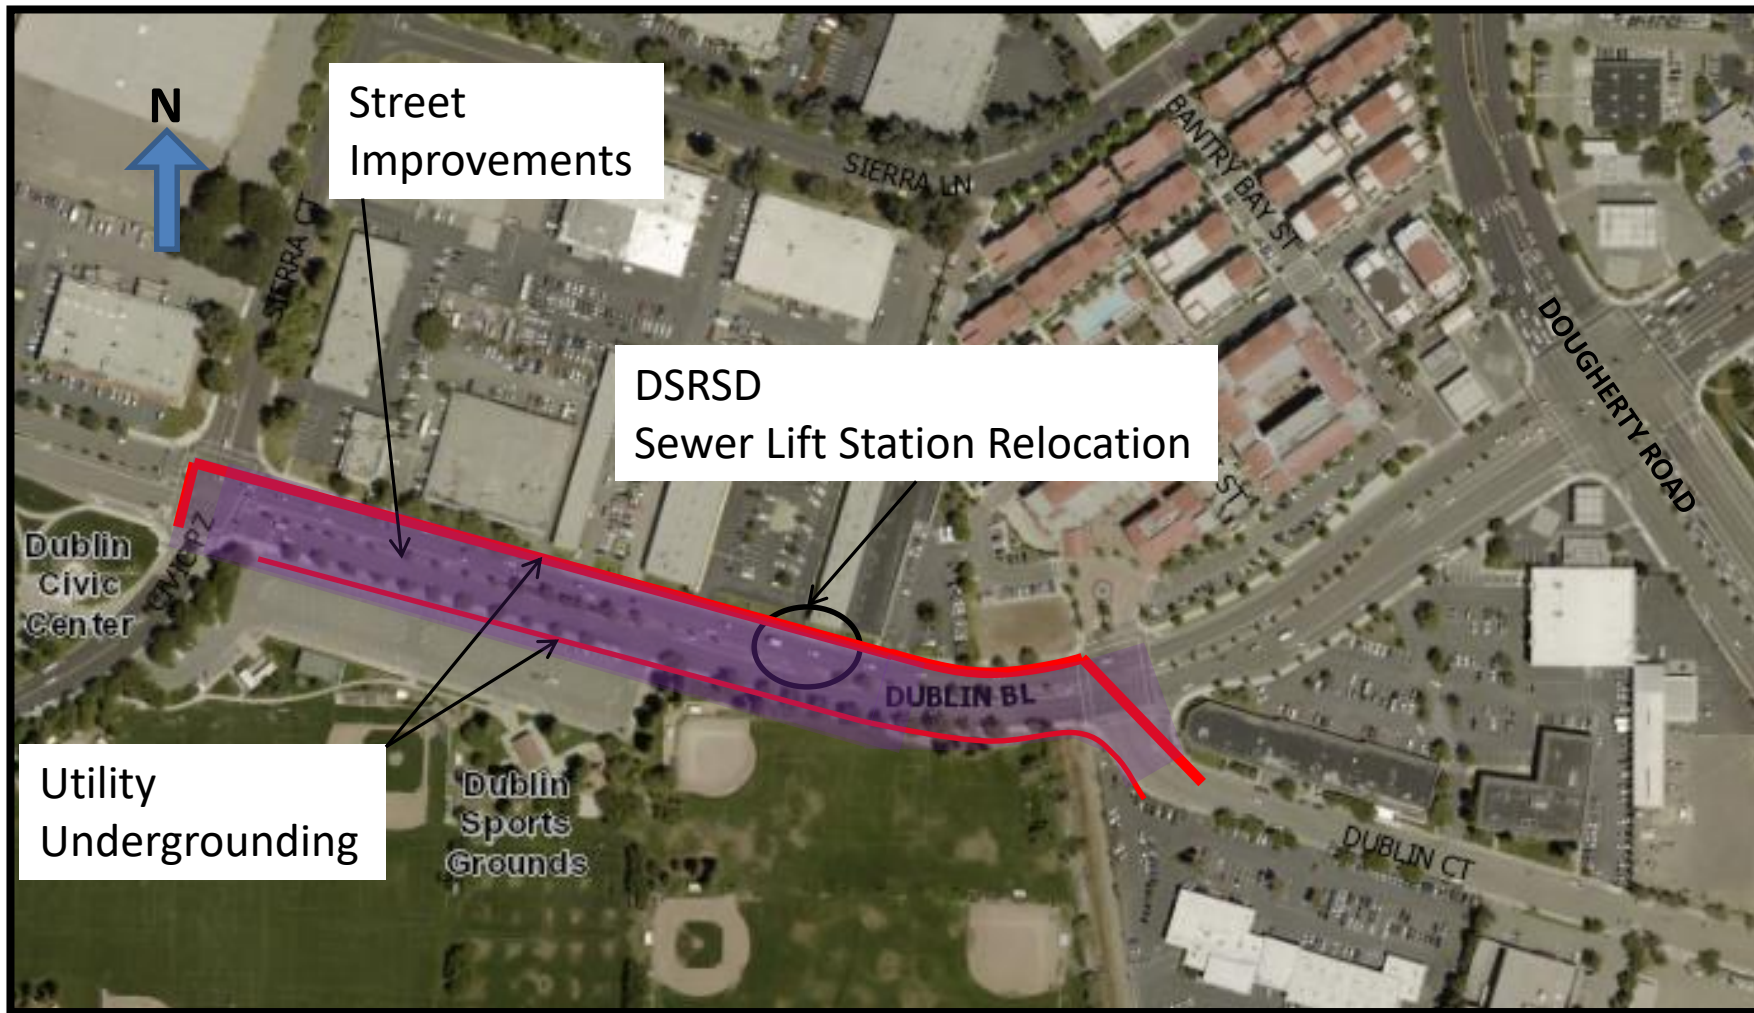 N
Street
Improvements
SIERRA LN
BANTRY BAY ST
SIERRA CT
DOUGHERTY ROAD
DSRSD
Sewer Lift Station Relocation
ST
Dublin
Civic
Center
CIVIC PZ
DUBLIN BL
Utility
Undergrounding
Dublin
Sports
Grounds
DUBLIN CT